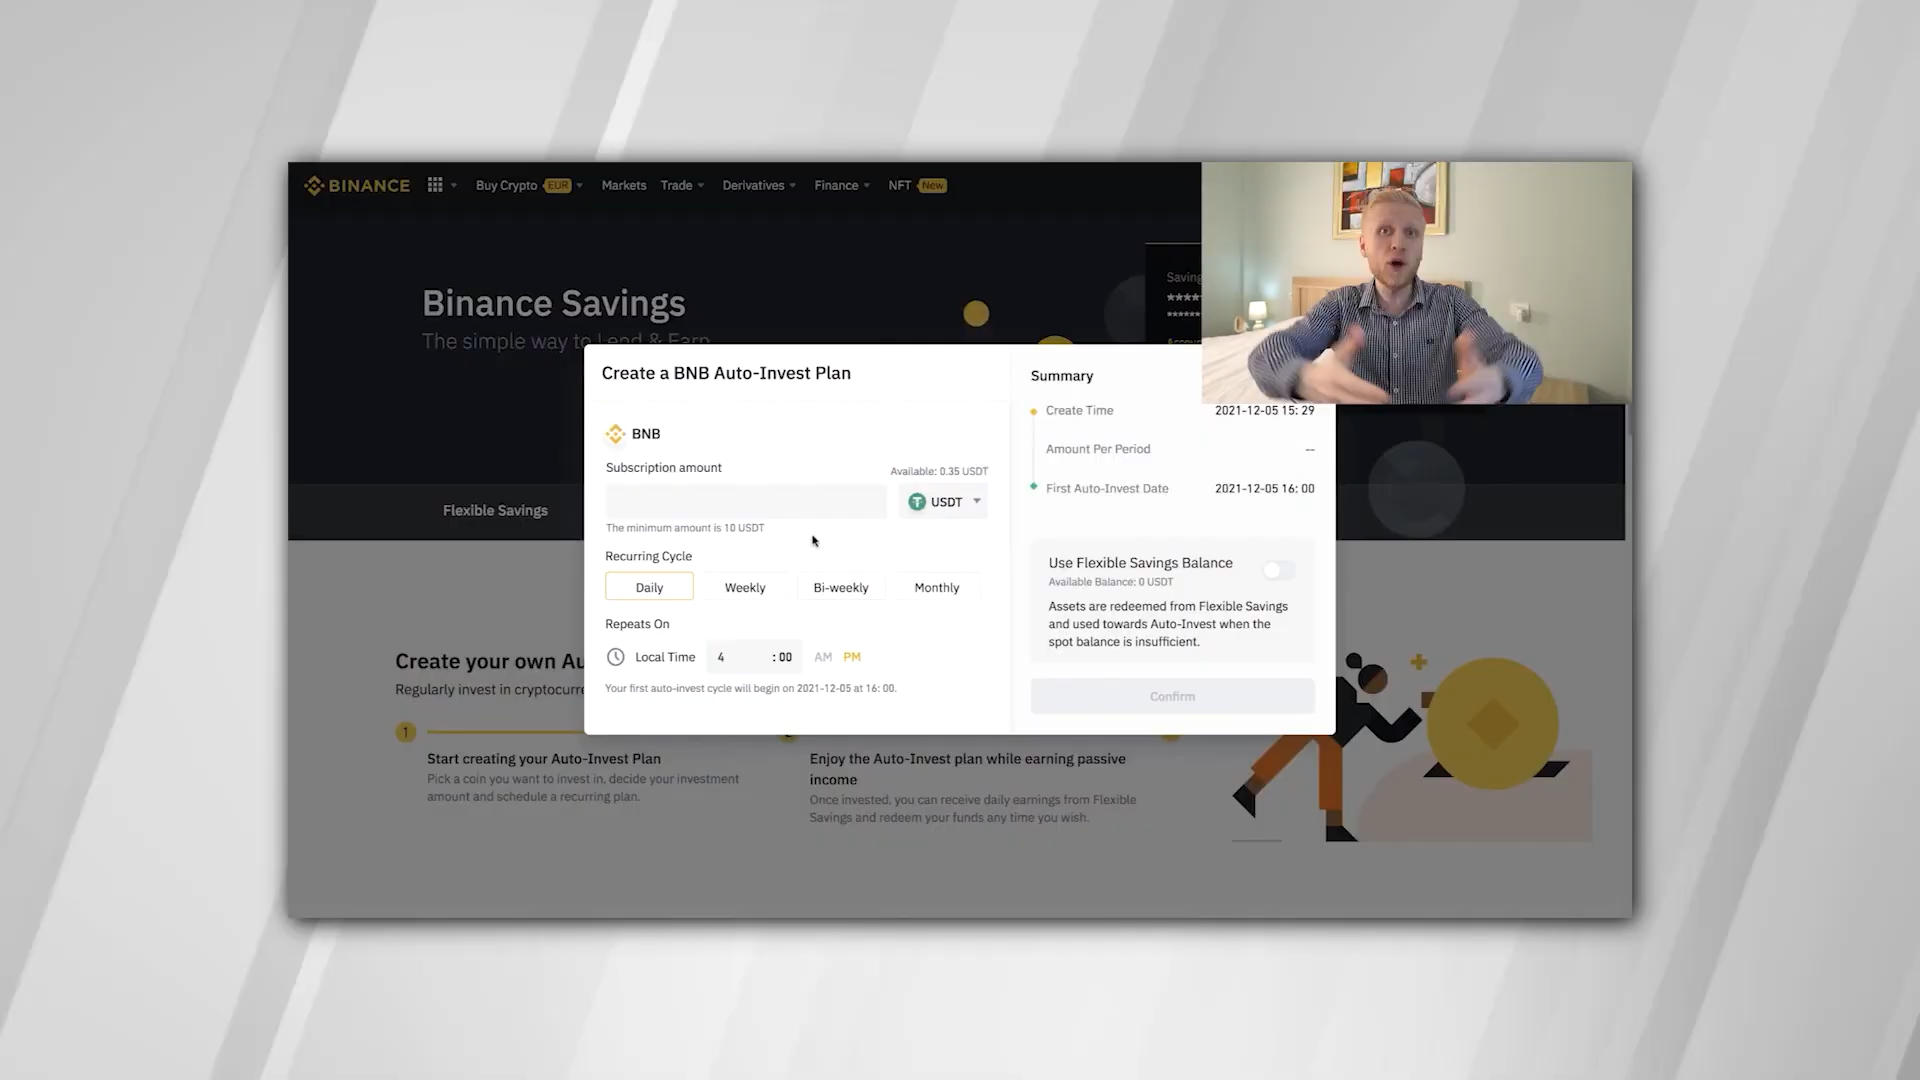 BINANCE
Buy Crypto EUR
Markets
Trade
Derivatives
Finance
NFT New
Binance Savings
The simple way to Lend & Earn
Flexible Savings
Create a BNB Auto-Invest Plan
BNB
Subscription amount
Available: 0.35 USDT
USDT
The minimum amount is 10 USDT
Recurring Cycle
Daily
Weekly
Bi-weekly
Monthly
Repeats On
Local Time
4 : 00
AM PM
Your first auto-invest cycle will begin on 2021-12-05 at 16: 00.
Summary
Create Time 2021-12-05 15: 29
Amount Per Period --
First Auto-Invest Date 2021-12-05 16: 00
Use Flexible Savings Balance
Available Balance: 0 USDT
Assets are redeemed from Flexible Savings
and used towards Auto-Invest when the
spot balance is insufficient.
Confirm
Create your own
Regularly invest in
1
Start creating your Auto-Invest Plan
Pick a coin you want to invest in, decide your investment
amount and schedule a recurring plan.
Enjoy the Auto-Invest plan while earning passive
income
Once invested, you can receive daily earnings from Flexible
Savings and redeem your funds any time you wish.